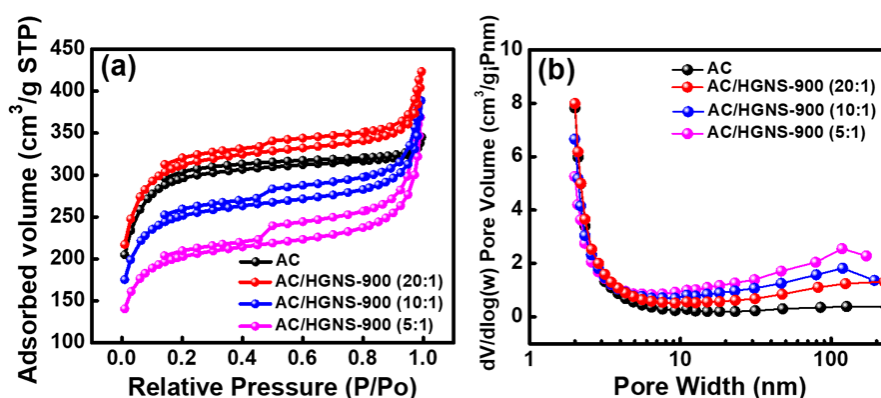 (a)
Adsorbed volume (cm³/g STP)
450
400
350
300
250
200
150
100
AC
AC/HGNS-900 (20:1)
AC/HGNS-900 (10:1)
AC/HGNS-900 (5:1)
0.0 0.2 0.4 0.6 0.8 1.0
Relative Pressure (P/Po)
(b)
dV/dlog(w) Pore Volume (cm³/g¡Pnm)
10
8
6
4
2
0
AC
AC/HGNS-900 (20:1)
AC/HGNS-900 (10:1)
AC/HGNS-900 (5:1)
1 10 100
Pore Width (nm)